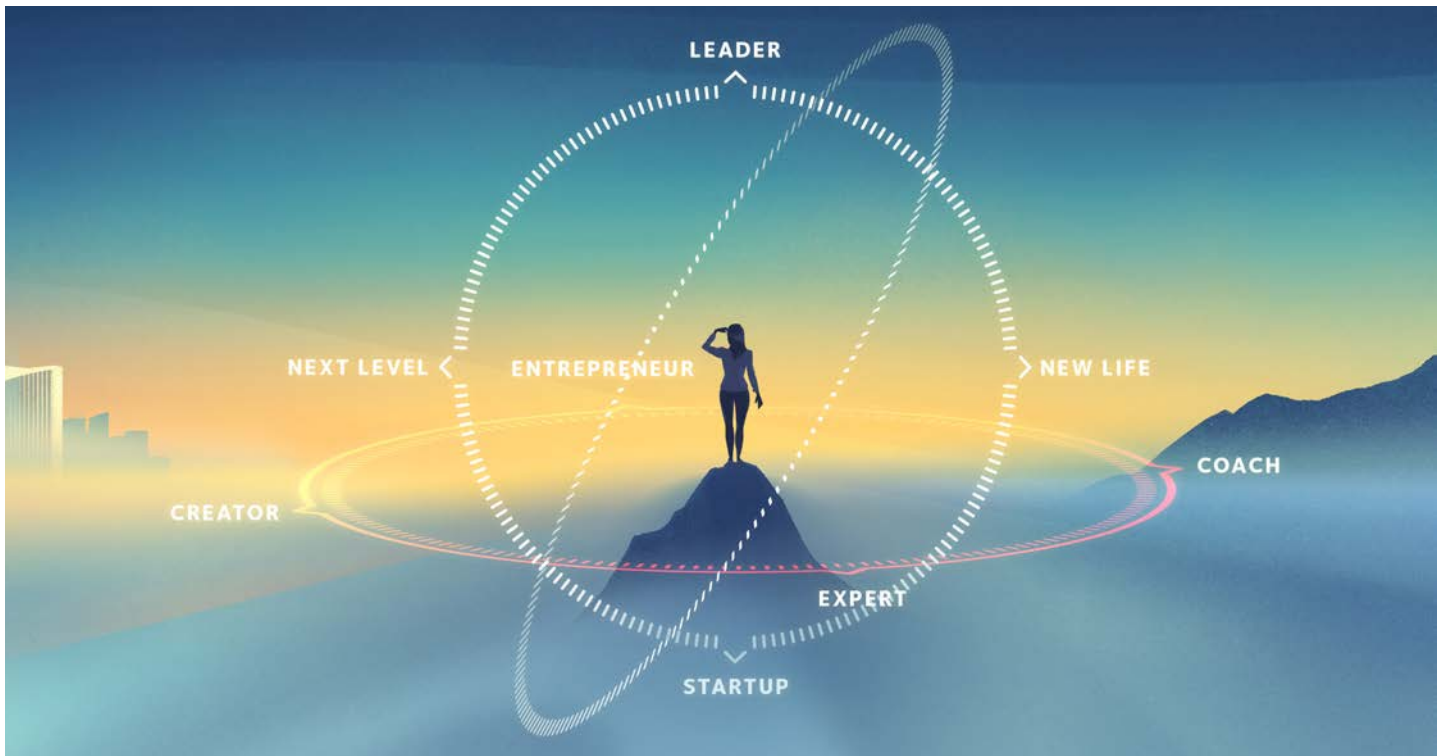 LEADER
NEXT LEVEL
ENTREPRENEUR
NEW LIFE
COACH
CREATOR
EXPERT
STARTUP